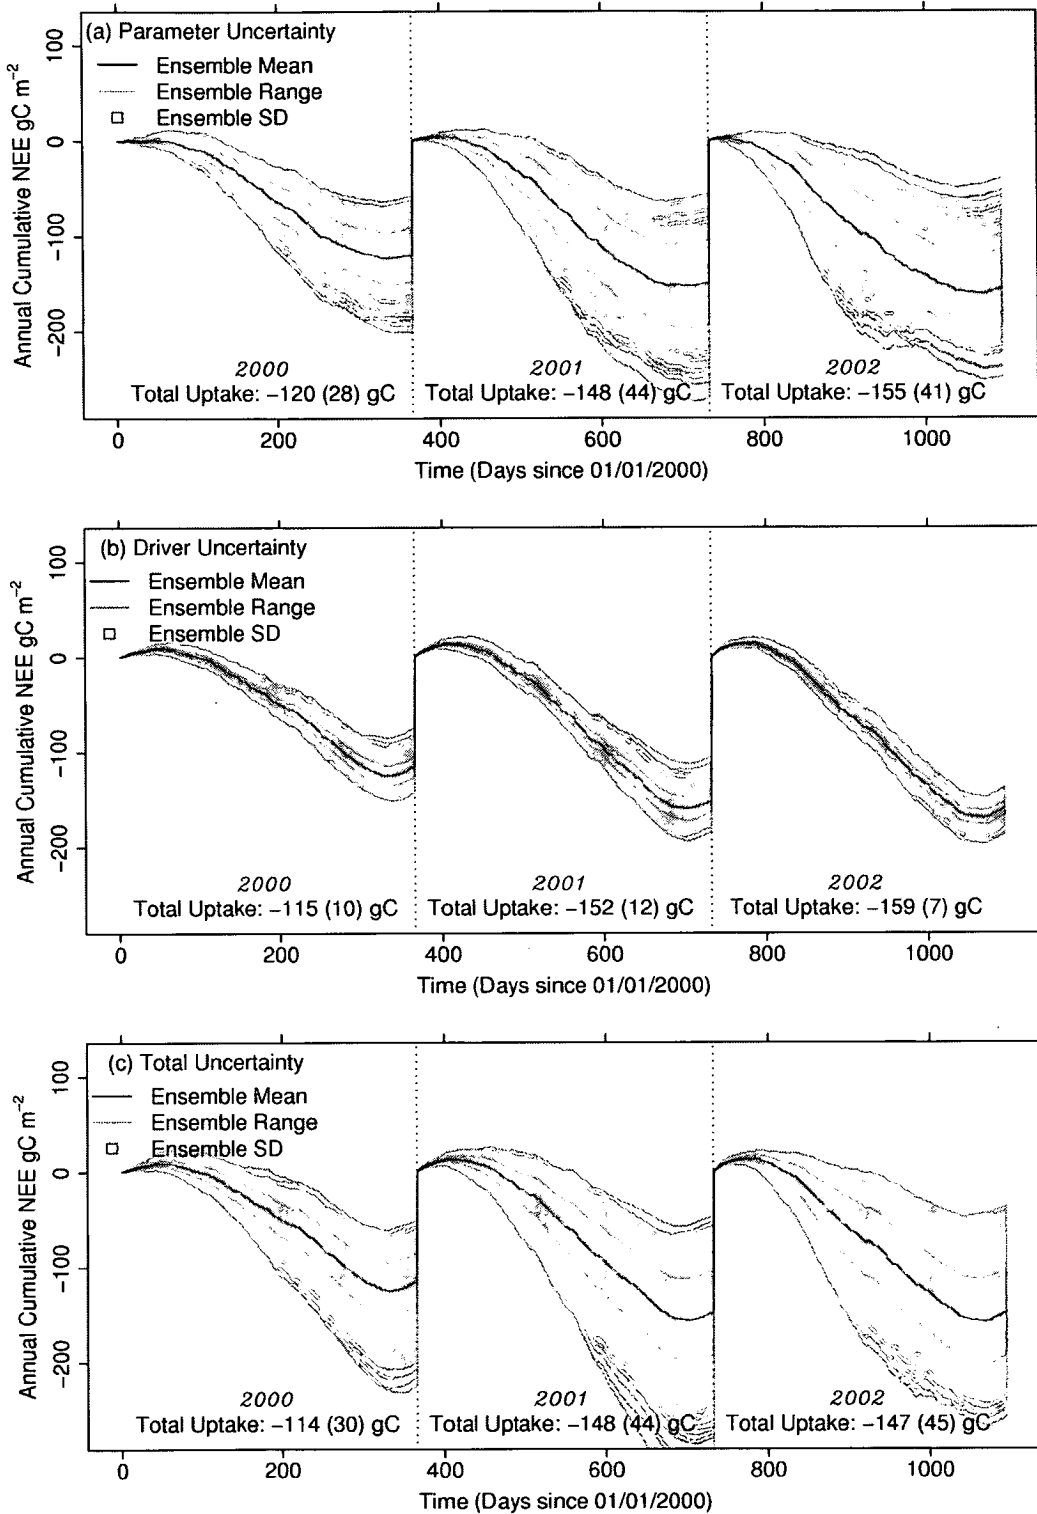 (a) Parameter Uncertainty
Ensemble Mean
Ensemble Range
Ensemble SD
Annual Cumulative NEE gC m⁻²
100
0
−100
−200
2000
Total Uptake: −120 (28) gC
2001
Total Uptake: −148 (44) gC
2002
Total Uptake: −155 (41) gC
0 200 400 600 800 1000
Time (Days since 01/01/2000)
(b) Driver Uncertainty
Ensemble Mean
Ensemble Range
Ensemble SD
Annual Cumulative NEE gC m⁻²
100
0
−100
−200
2000
Total Uptake: −115 (10) gC
2001
Total Uptake: −152 (12) gC
2002
Total Uptake: −159 (7) gC
0 200 400 600 800 1000
Time (Days since 01/01/2000)
(c) Total Uncertainty
Ensemble Mean
Ensemble Range
Ensemble SD
Annual Cumulative NEE gC m⁻²
100
0
−100
−200
2000
Total Uptake: −114 (30) gC
2001
Total Uptake: −148 (44) gC
2002
Total Uptake: −147 (45) gC
0 200 400 600 800 1000
Time (Days since 01/01/2000)